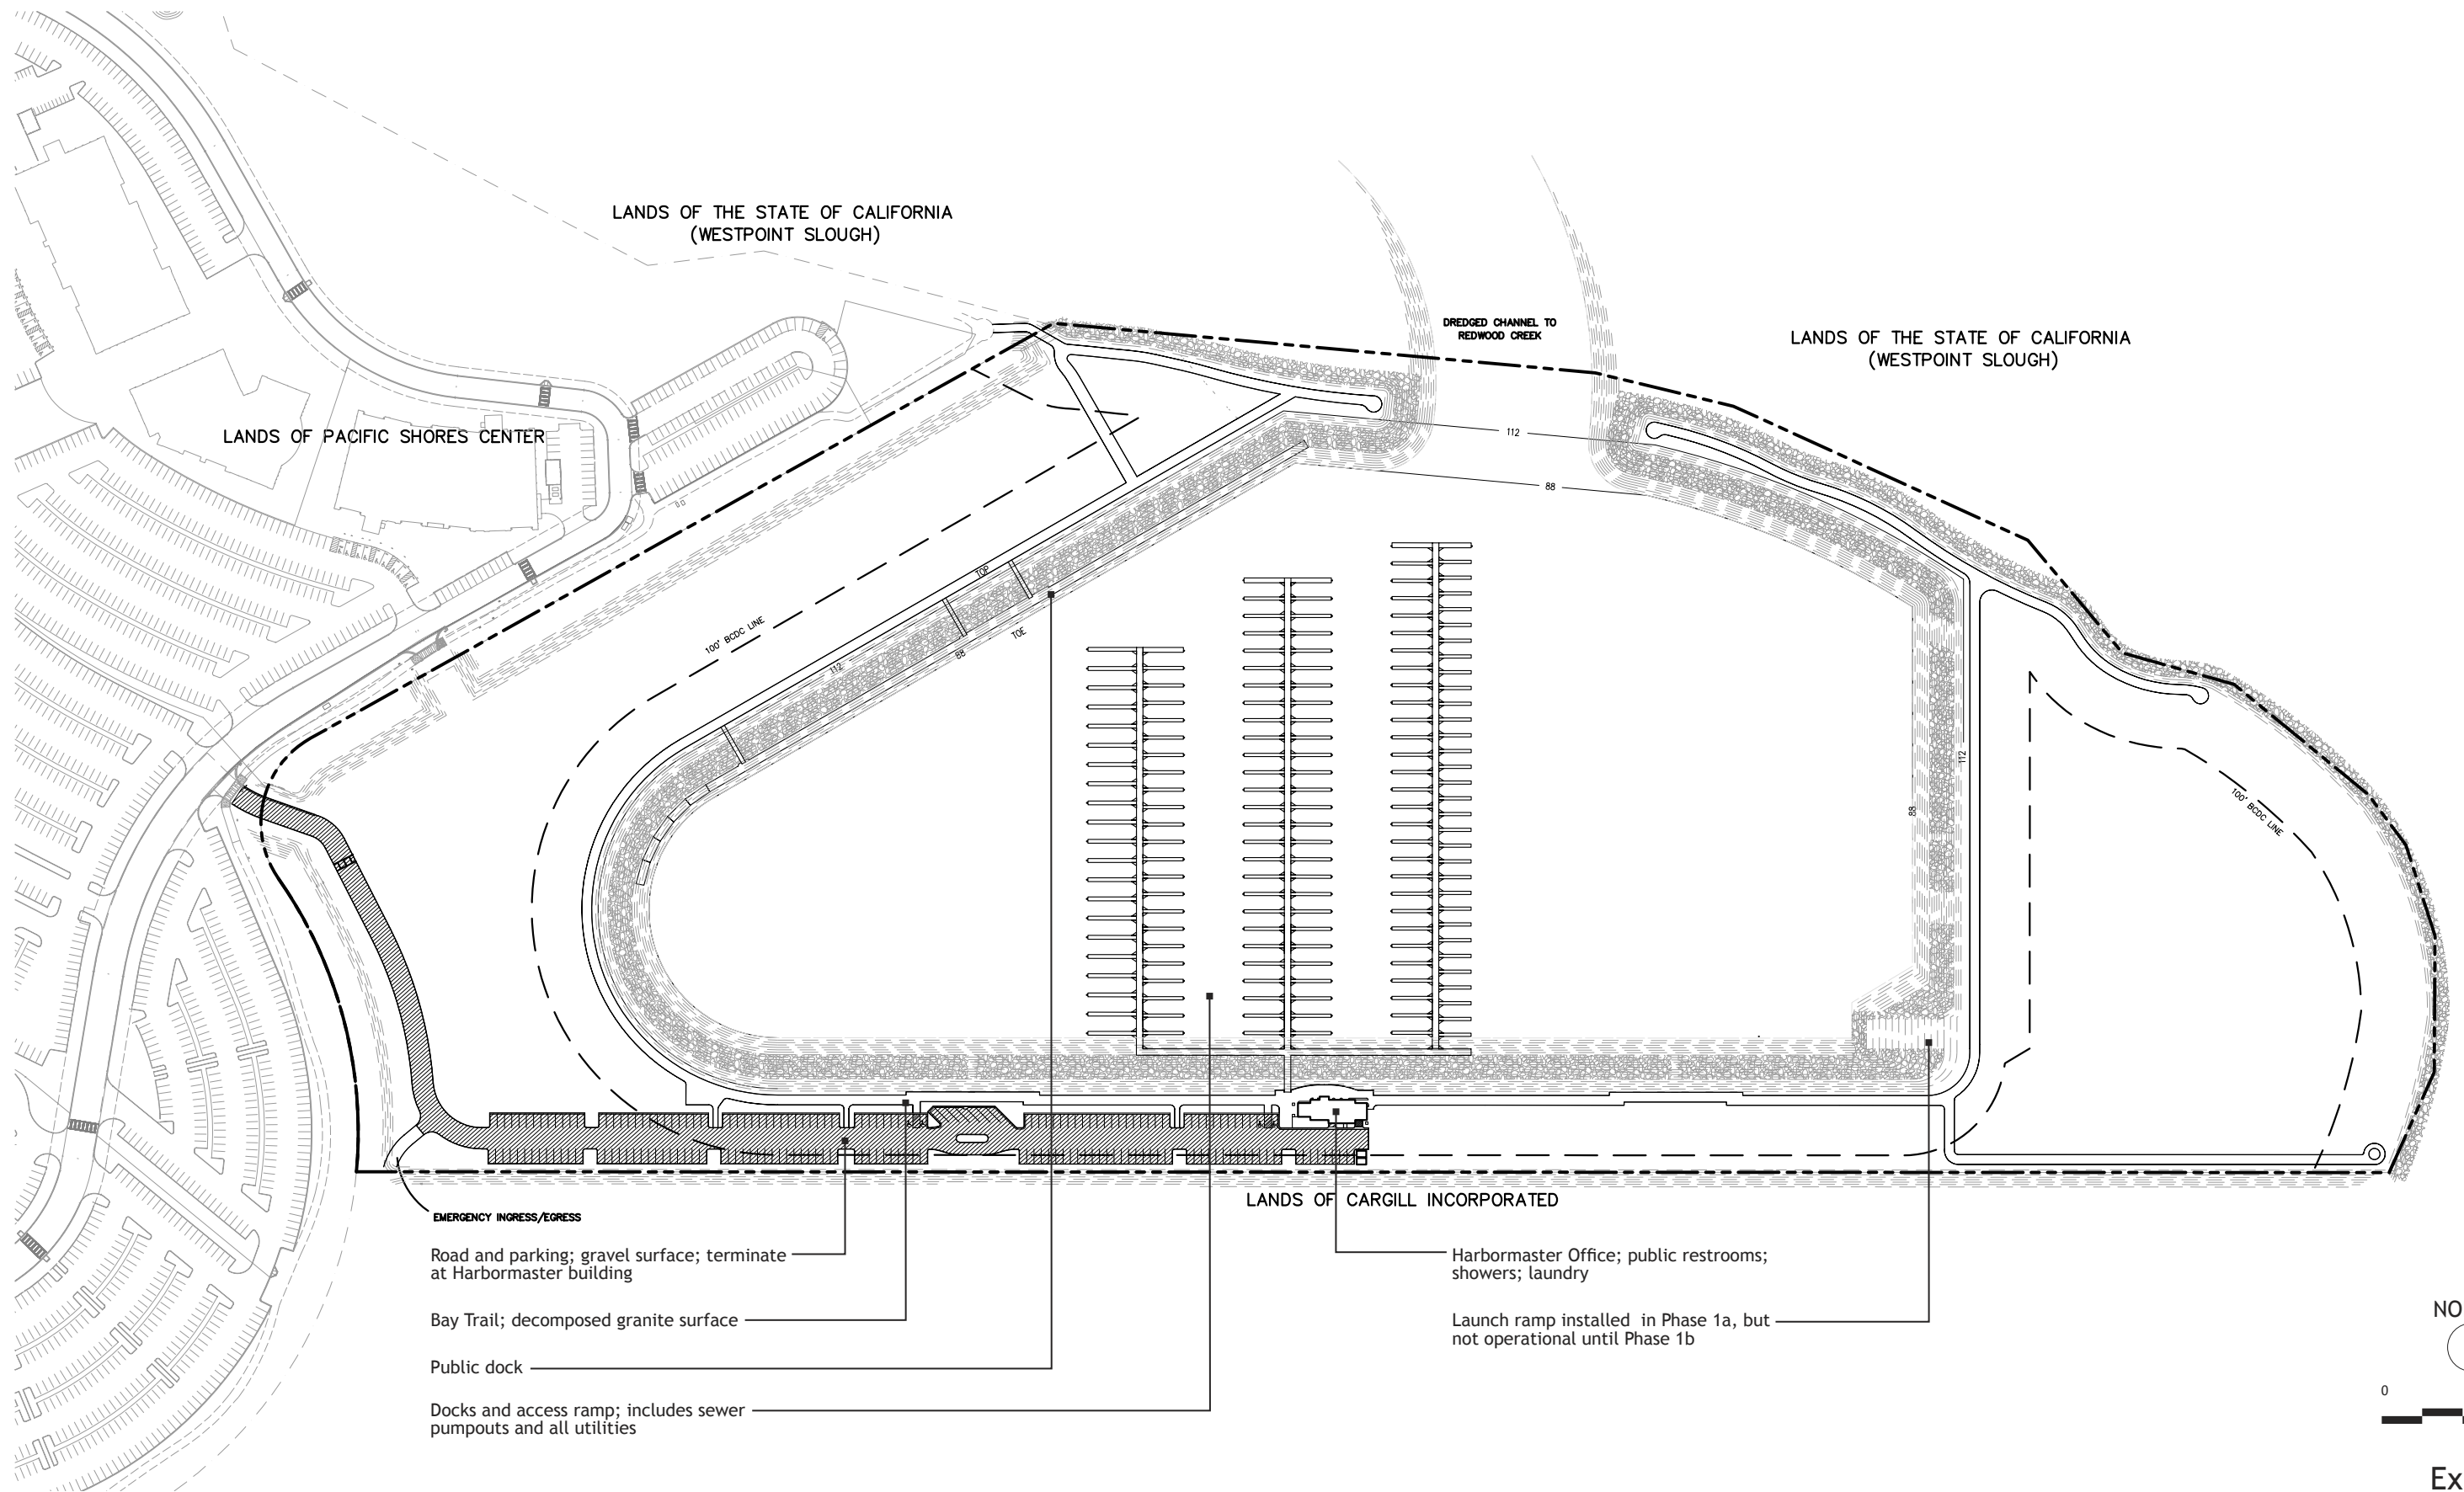 LANDS OF THE STATE OF CALIFORNIA
(WESTPOINT SLOUGH)
DREDGED CHANNEL TO
REDWOOD CREEK
LANDS OF THE STATE OF CALIFORNIA
(WESTPOINT SLOUGH)
LANDS OF PACIFIC SHORES CENTER
112
88
TOP
TOE
100' BCDC LINE
112
88
112
88
100' BCDC LINE
LANDS OF CARGILL INCORPORATED
EMERGENCY INGRESS/EGRESS
Road and parking; gravel surface; terminate
at Harbormaster building
Bay Trail; decomposed granite surface
Public dock
Docks and access ramp; includes sewer
pumpouts and all utilities
Harbormaster Office; public restrooms;
showers; laundry
Launch ramp installed in Phase 1a, but
not operational until Phase 1b
NO
0
Ex